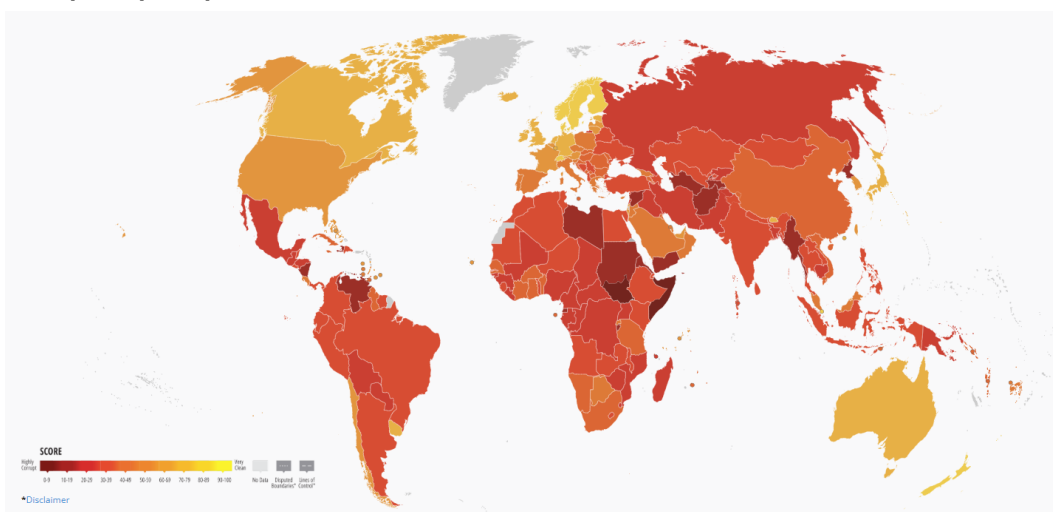 SCORE
Highly
Corrupt
0-9 10-19 20-29 30-39 40-49 50-59 60-69 70-79 80-89 90-100
Very
Clean
No Data
Disputed
Boundaries*
Lines of
Control*
*Disclaimer